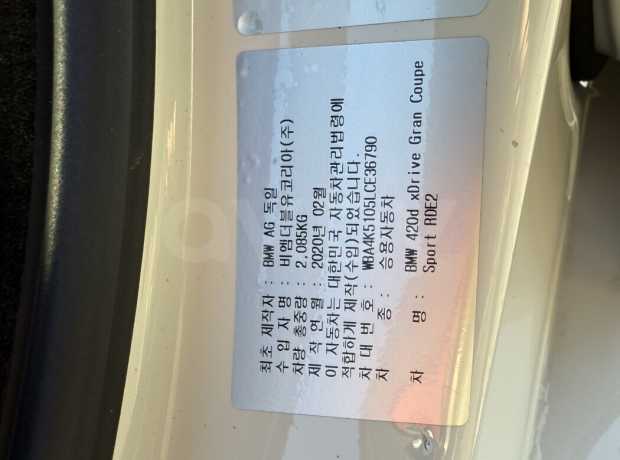 최초 제작자 : BMW AG 독일
수 입 자 명 : 비엠더블유코리아(주)
차량 총중량 : 2,085KG
제 작 연 월 : 2020년 02월
이 자동차는 대한민국 자동차관리법령에
적합하게 제작(수입)되었습니다.
차 대 번 호 : WBA4K5105LCE36790
차 종 : 승용자동차
차 명 : BMW 420d xDrive Gran Coupe
Sport RDE2